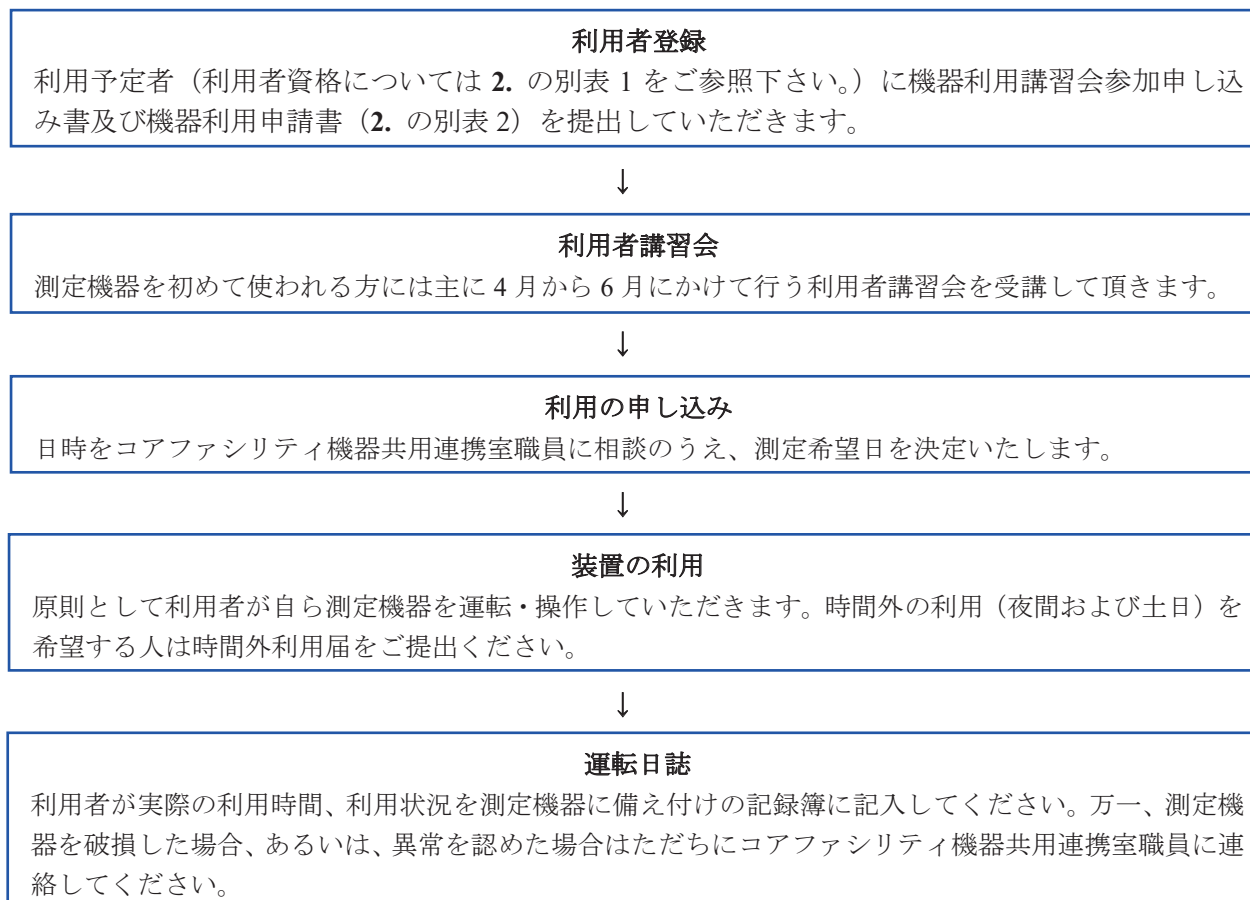 利用者登録
利用予定者（利用者資格については 2. の別表 1 をご参照下さい。）に機器利用講習会参加申し込
み書及び機器利用申請書（2. の別表 2）を提出していただきます。
↓
利用者講習会
測定機器を初めて使われる方には主に 4 月から 6 月にかけて行う利用者講習会を受講して頂きます。
↓
利用の申し込み
日時をコアファシリティ機器共用連携室職員に相談のうえ、測定希望日を決定いたします。
↓
装置の利用
原則として利用者が自ら測定機器を運転・操作していただきます。時間外の利用（夜間および土日）を
希望する人は時間外利用届をご提出ください。
↓
運転日誌
利用者が実際の利用時間、利用状況を測定機器に備え付けの記録簿に記入してください。万一、測定機
器を破損した場合、あるいは、異常を認めた場合はただちにコアファシリティ機器共用連携室職員に連
絡してください。